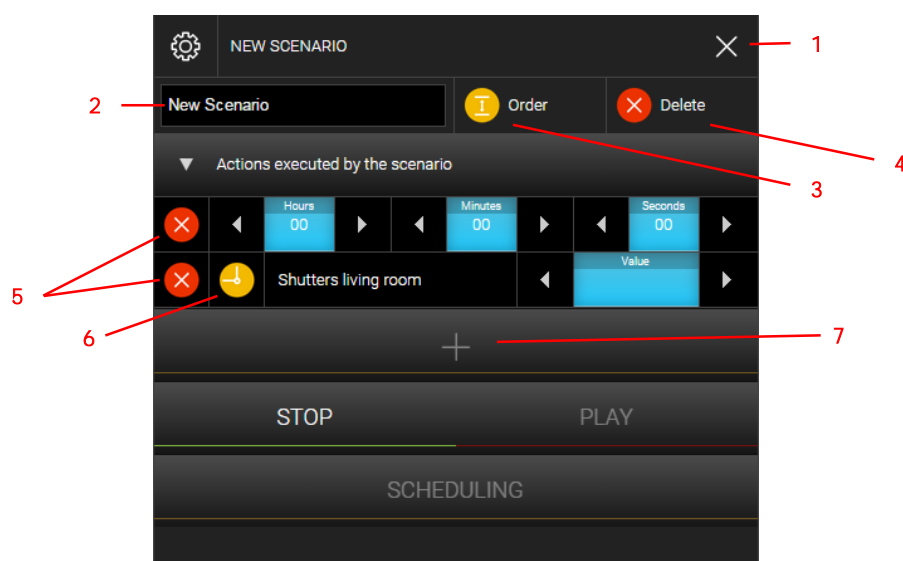 NEW SCENARIO
1
2
New Scenario
Order
Delete
3
4
Actions executed by the scenario
Hours
00
Minutes
00
Seconds
00
5
Shutters living room
Value
6
7
STOP
PLAY
SCHEDULING